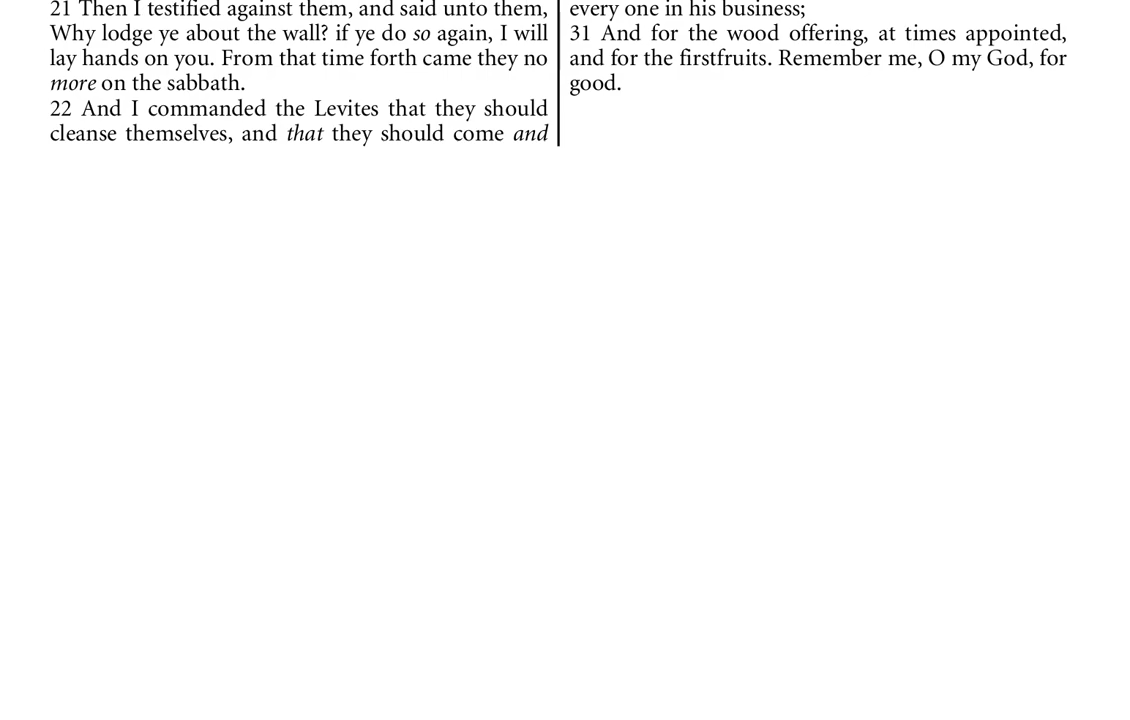 21 Then I testified against them, and said unto them,
Why lodge ye about the wall? if ye do so again, I will
lay hands on you. From that time forth came they no
more on the sabbath.
22 And I commanded the Levites that they should
cleanse themselves, and that they should come and
every one in his business;
31 And for the wood offering, at times appointed,
and for the firstfruits. Remember me, O my God, for
good.